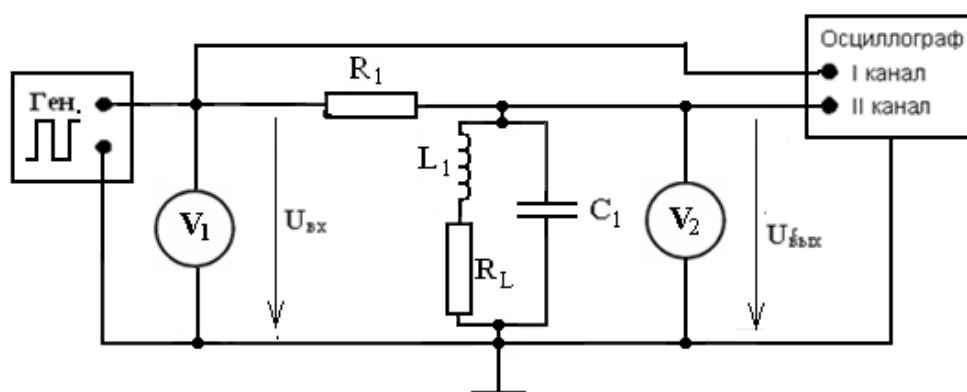 Осциллограф
I канал
II канал
Ген.
R1
L1
C1
RL
V1
Uвх
V2
Uвых